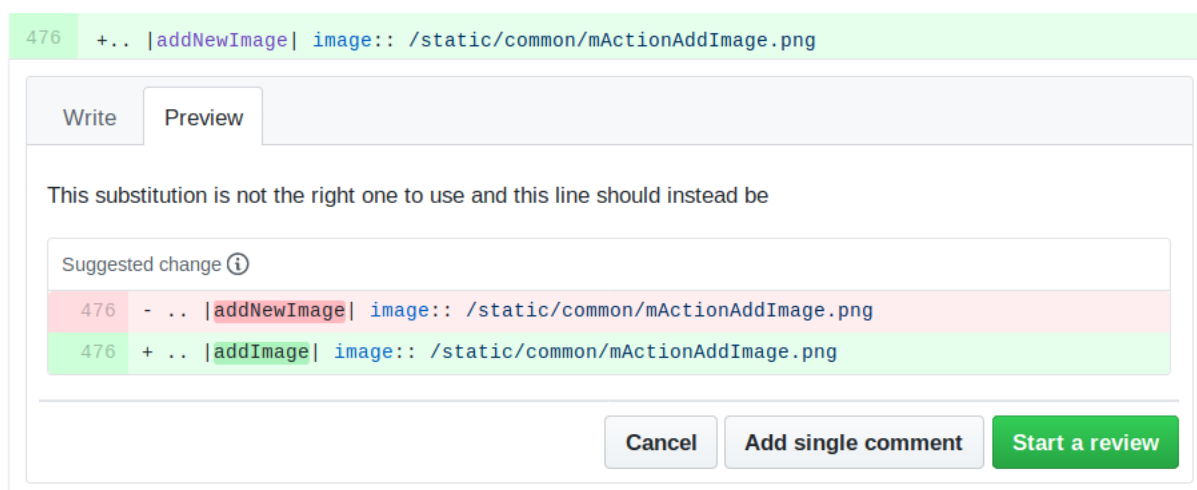 476 +.. |addNewImage| image:: /static/common/mActionAddImage.png
Write Preview
This substitution is not the right one to use and this line should instead be
Suggested change
476 - .. |addNewImage| image:: /static/common/mActionAddImage.png
476 + .. |addImage| image:: /static/common/mActionAddImage.png
Cancel Add single comment Start a review